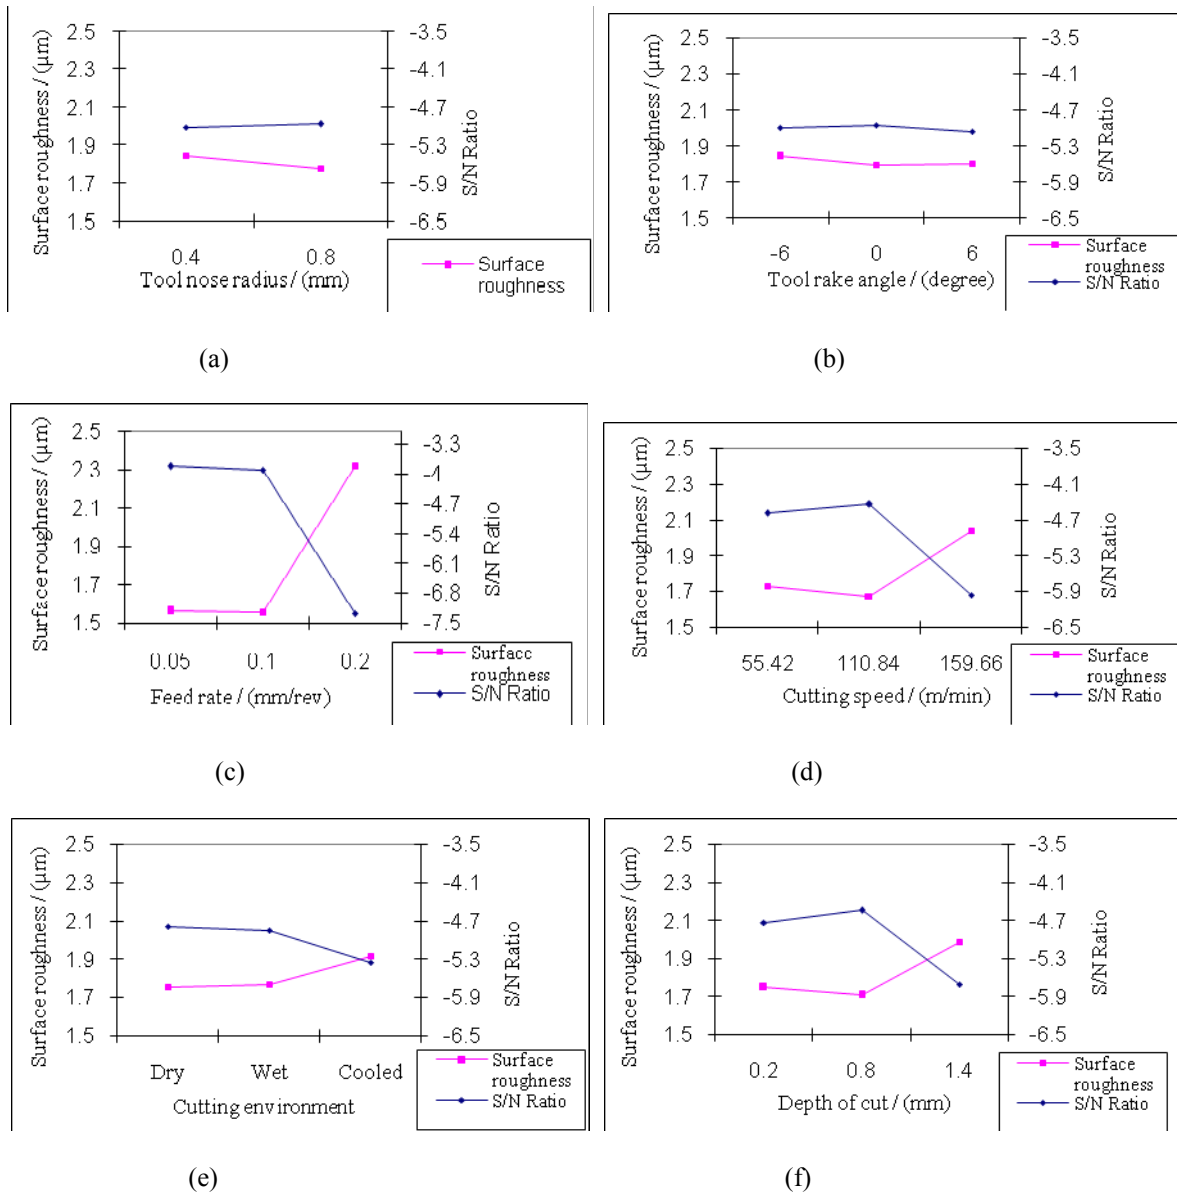 2.5
2.3
2.1
1.9
1.7
1.5
Surface roughness / (µm)
-3.5
-4.1
-4.7
-5.3
-5.9
-6.5
S/N Ratio
0.4 0.8
Tool nose radius / (mm)
Surface
roughness
(a)
2.5
2.3
2.1
1.9
1.7
1.5
Surface roughness / (µm)
-3.5
-4.1
-4.7
-5.3
-5.9
-6.5
S/N Ratio
-6 0 6
Tool rake angle / (degree)
Surface
roughness
S/N Ratio
(b)
2.5
2.3
2.1
1.9
1.7
1.5
Surface roughness / (µm)
-3.3
-4
-4.7
-5.4
-6.1
-6.8
-7.5
S/N Ratio
0.05 0.1 0.2
Feed rate / (mm/rev)
Surfacc
roughness
S/N Ratio
(c)
2.5
2.3
2.1
1.9
1.7
1.5
Surface roughness / (µm)
-3.5
-4.1
-4.7
-5.3
-5.9
-6.5
S/N Ratio
55.42 110.84 159.66
Cutting speed / (m/min)
Surface
roughness
S/N Ratio
(d)
2.5
2.3
2.1
1.9
1.7
1.5
Surface roughness / (µm)
-3.5
-4.1
-4.7
-5.3
-5.9
-6.5
S/N Ratio
Dry Wet Cooled
Cutting environment
Surface
roughness
S/N Ratio
(e)
2.5
2.3
2.1
1.9
1.7
1.5
Surface roughness / (µm)
-3.5
-4.1
-4.7
-5.3
-5.9
-6.5
S/N Ratio
0.2 0.8 1.4
Depth of cut / (mm)
Surface
roughness
S/N Ratio
(f)